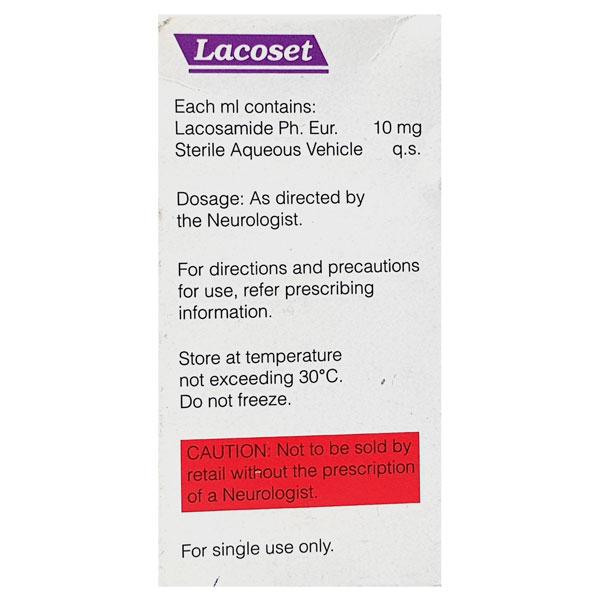 Lacoset
Each ml contains:
Lacosamide Ph. Eur. 10 mg
Sterile Aqueous Vehicle q.s.
Dosage: As directed by
the Neurologist.
For directions and precautions
for use, refer prescribing
information.
Store at temperature
not exceeding 30°C.
Do not freeze.
CAUTION: Not to be sold by
retail without the prescription
of a Neurologist.
For single use only.